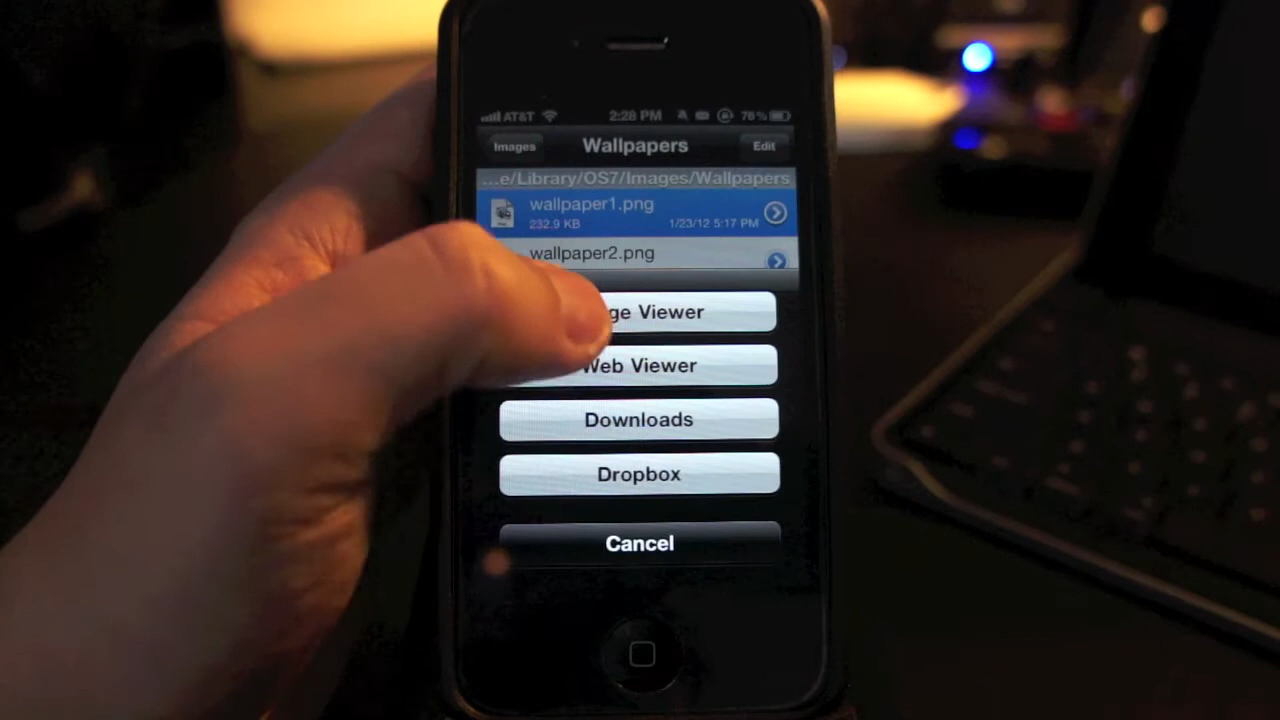 AT&T 2:28 PM 76%
Images Wallpapers Edit
...e/Library/OS7/Images/Wallpapers
wallpaper1.png
232.9 KB 1/23/12 5:17 PM
wallpaper2.png
ge Viewer
Web Viewer
Downloads
Dropbox
Cancel